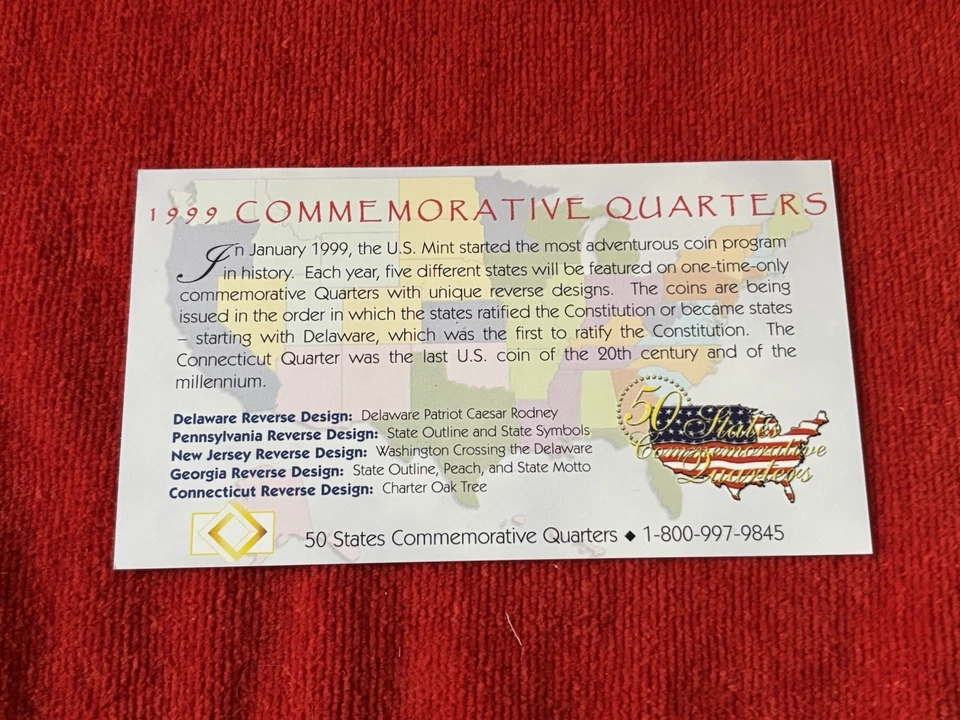 1999 COMMEMORATIVE QUARTERS
In January 1999, the U.S. Mint started the most adventurous coin program
in history. Each year, five different states will be featured on one-time-only
commemorative Quarters with unique reverse designs. The coins are being
issued in the order in which the states ratified the Constitution or became states
– starting with Delaware, which was the first to ratify the Constitution. The
Connecticut Quarter was the last U.S. coin of the 20th century and of the
millennium.
Delaware Reverse Design: Delaware Patriot Caesar Rodney
Pennsylvania Reverse Design: State Outline and State Symbols
New Jersey Reverse Design: Washington Crossing the Delaware
Georgia Reverse Design: State Outline, Peach, and State Motto
Connecticut Reverse Design: Charter Oak Tree
50 States
Commemorative
Quarters
50 States Commemorative Quarters ◆ 1-800-997-9845